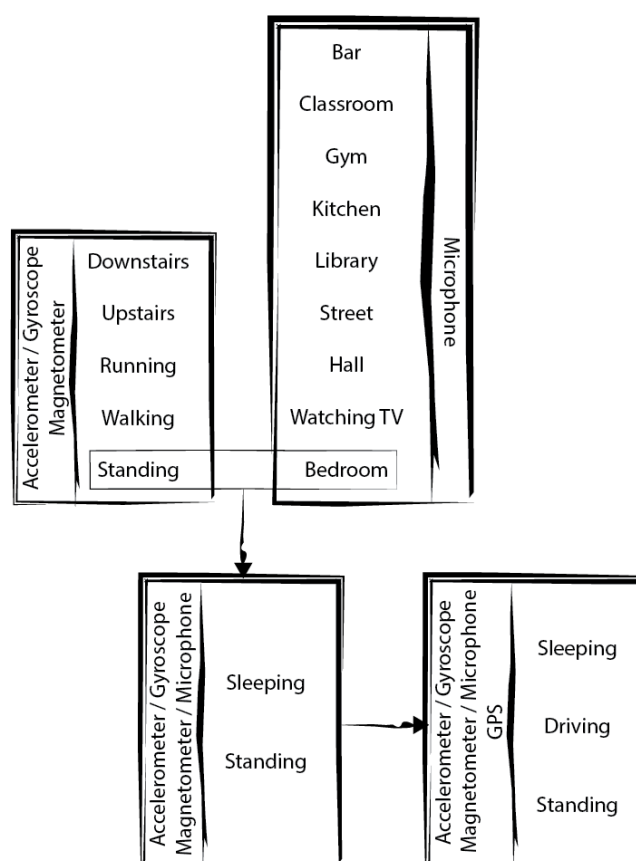 Bar
Classroom
Gym
Kitchen
Library
Street
Hall
Watching TV
Bedroom
Microphone
Accelerometer / Gyroscope
Magnetometer
Downstairs
Upstairs
Running
Walking
Standing
Accelerometer / Gyroscope
Magnetometer / Microphone
Sleeping
Standing
Accelerometer / Gyroscope
Magnetometer / Microphone
GPS
Sleeping
Driving
Standing